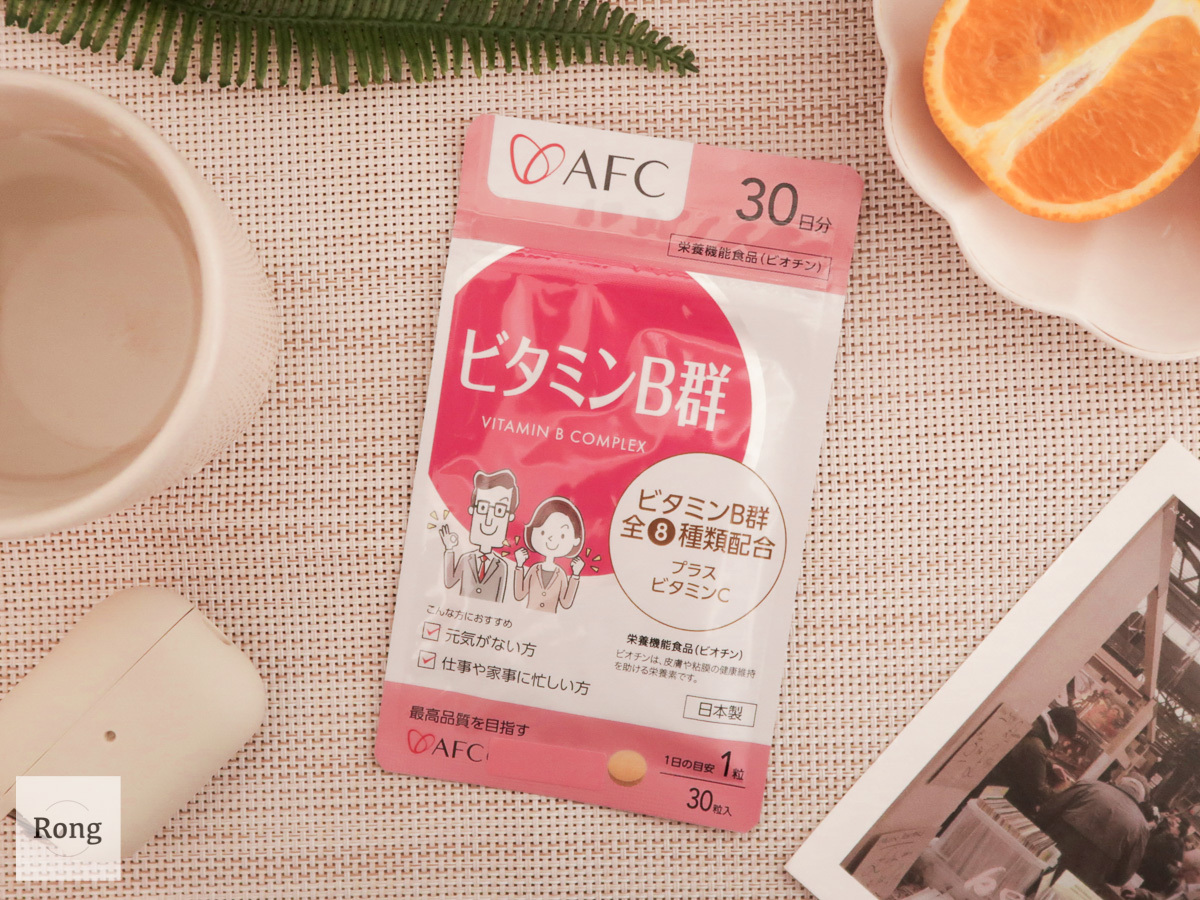 AFC
30日分
栄養機能食品(ビオチン)
ビタミンB群
VITAMIN B COMPLEX
ビタミンB群
全8種類配合
プラス
ビタミンC
こんな方におすすめ
元気がない方
仕事や家事に忙しい方
栄養機能食品(ビオチン)
ビオチンは、皮膚や粘膜の健康維持
を助ける栄養素です。
日本製
最高品質を目指す
AFC
1日の目安 1粒
30粒入
Rong